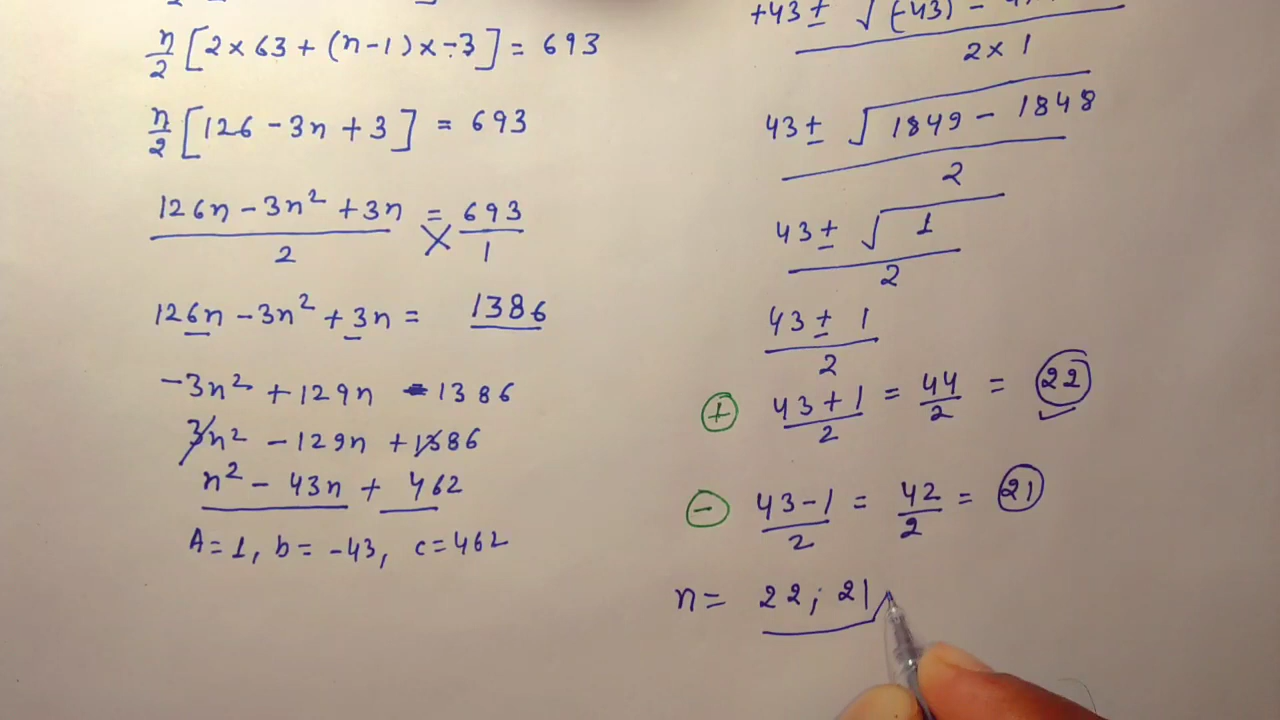 n/2 [2 × 63 + (n-1) × -3] = 693
n/2 [126 - 3n + 3] = 693
126n - 3n² + 3n / 2 = 693 / 1
126n - 3n² + 3n = 1386
-3n² + 129n - 1386
3n² - 129n + 1386
n² - 43n + 462
A = 1, b = -43, c = 462
2 × 1
43 ± √1849 - 1848 / 2
43 ± √1 / 2
43 ± 1 / 2
+ 43 + 1 / 2 = 44 / 2 = 22
- 43 - 1 / 2 = 42 / 2 = 21
n = 22 ; 21